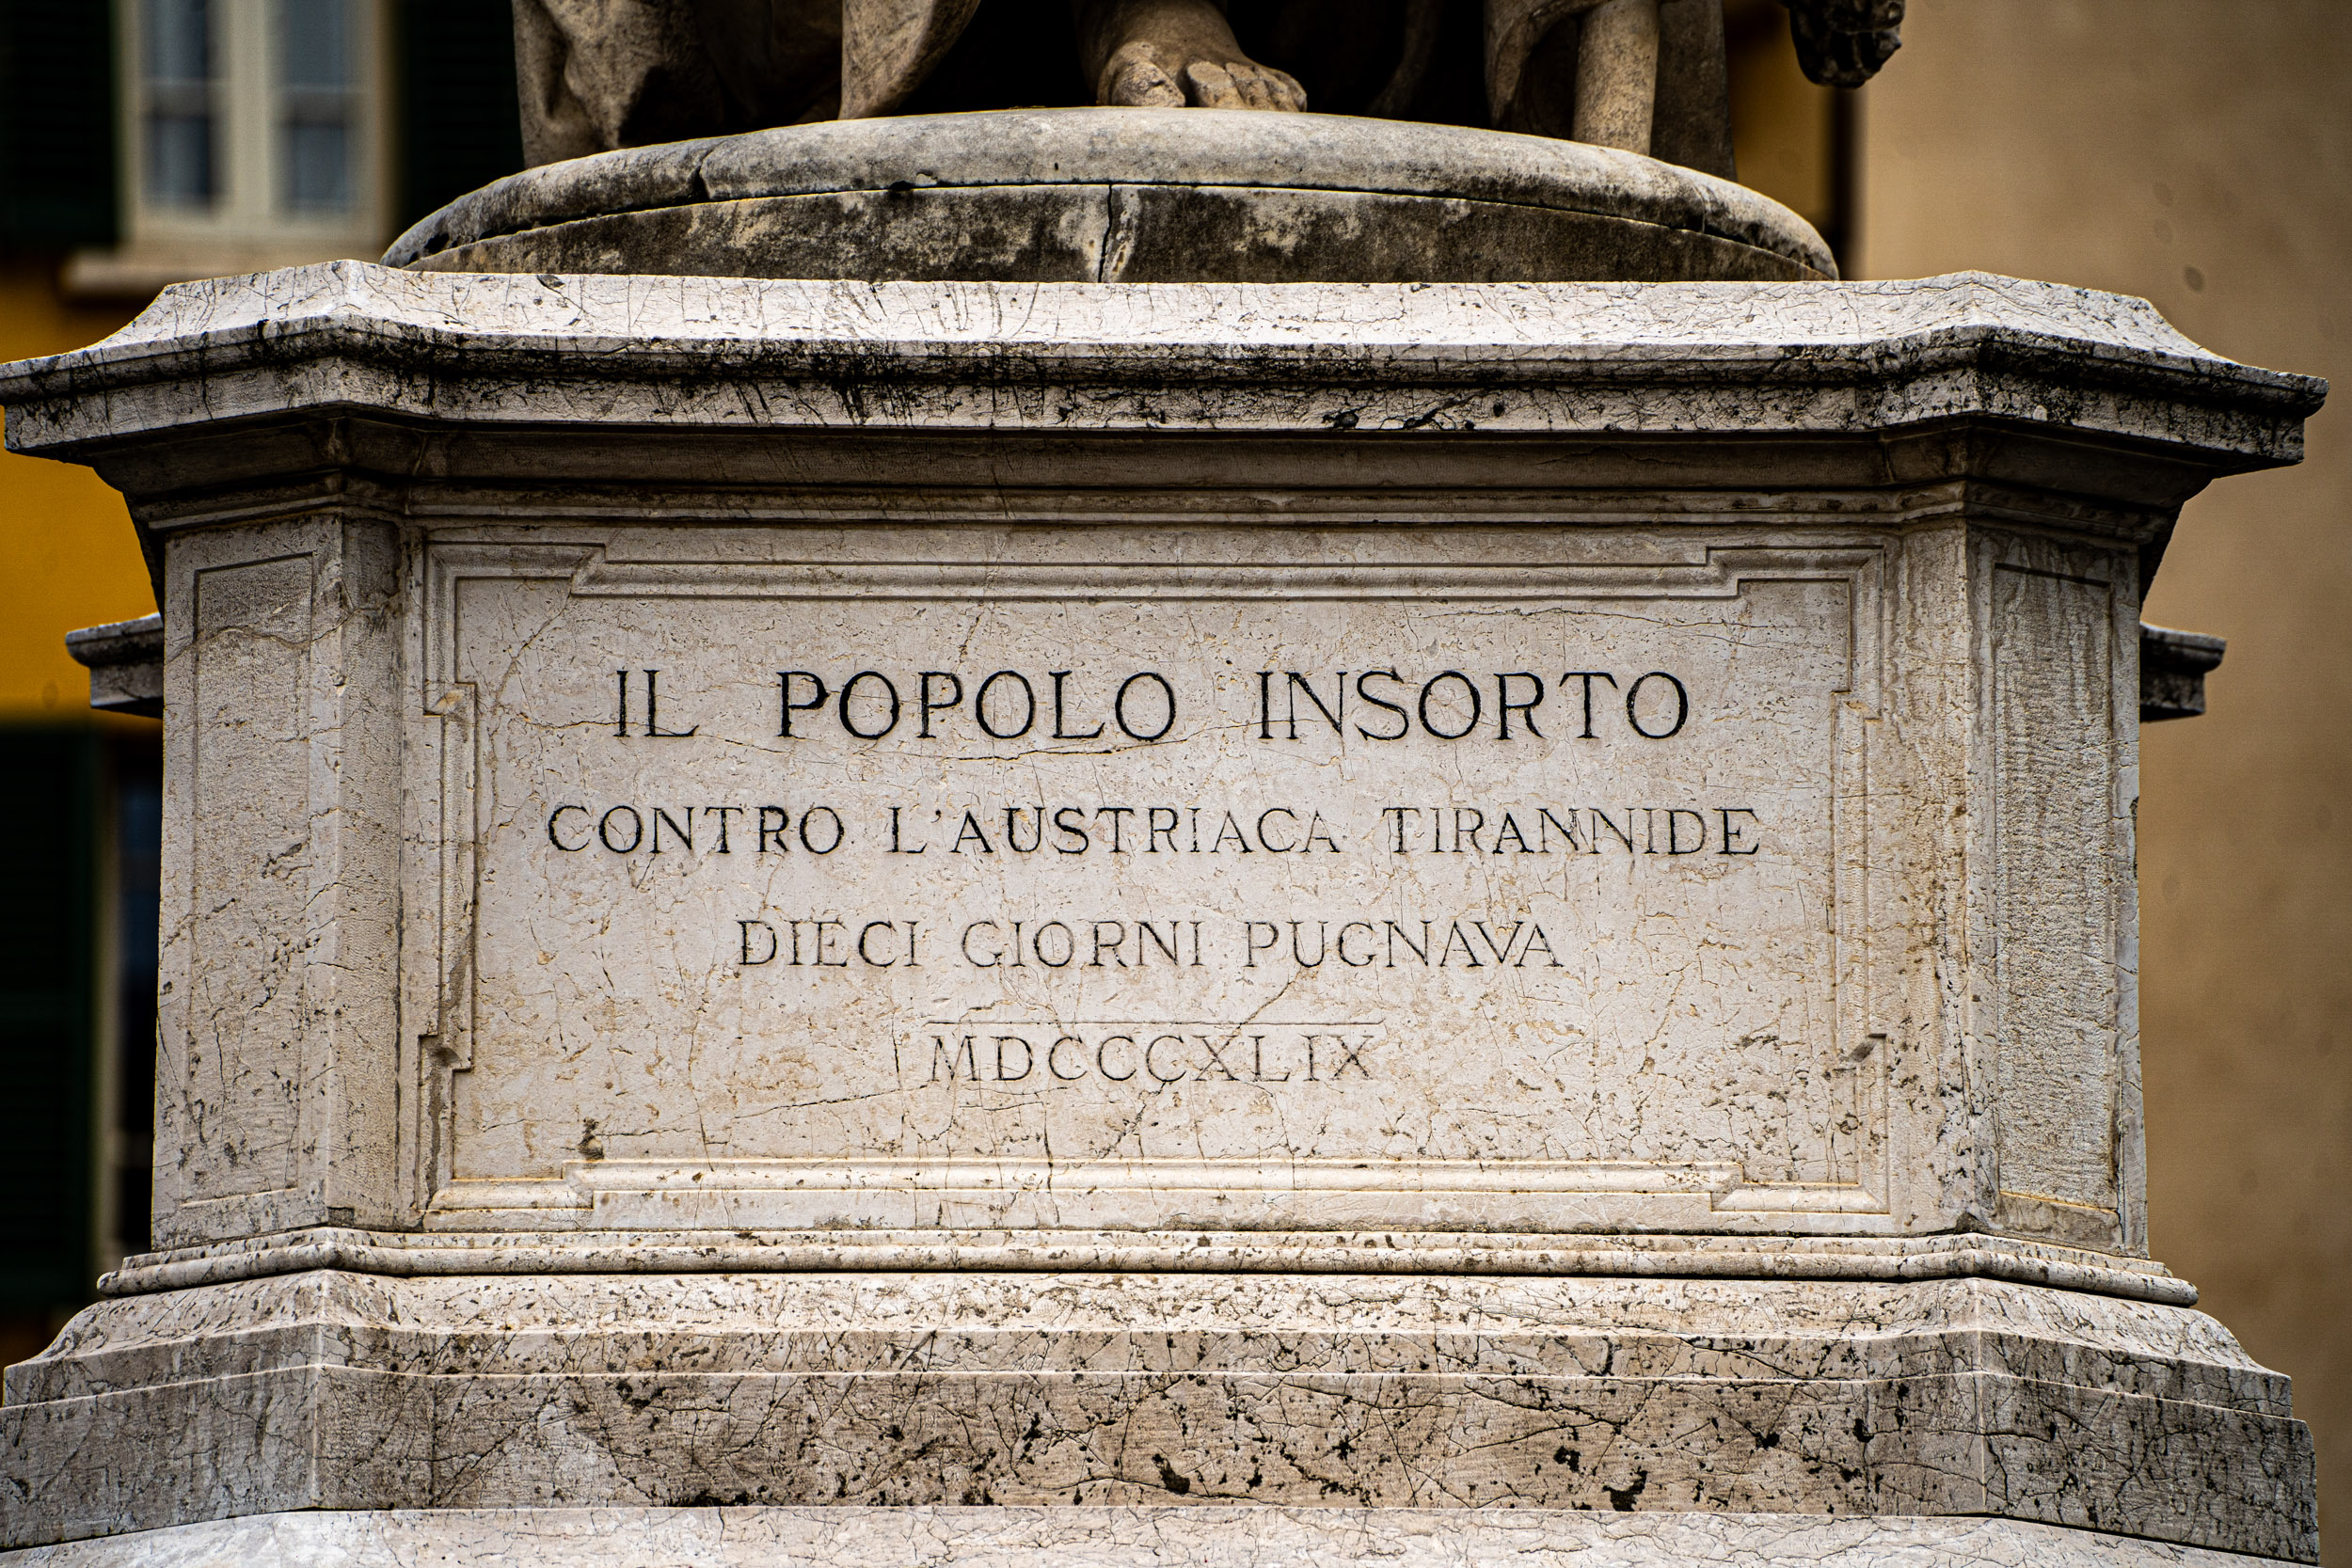 IL POPOLO INSORTO
CONTRO L'AUSTRIACA TIRANNIDE
DIECI GIORNI PUGNAVA
MDCCCXLIX